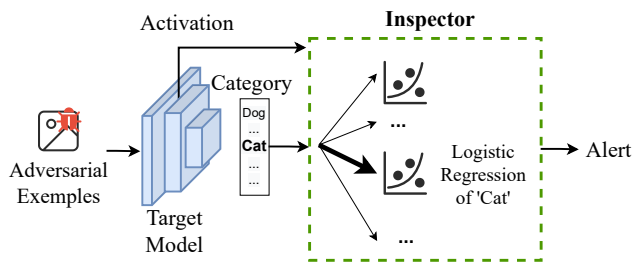 Activation
Inspector
Category
Dog
...
Cat
...
...
Adversarial
Exemples
Target
Model
...
Logistic
Regression
of 'Cat'
...
Alert